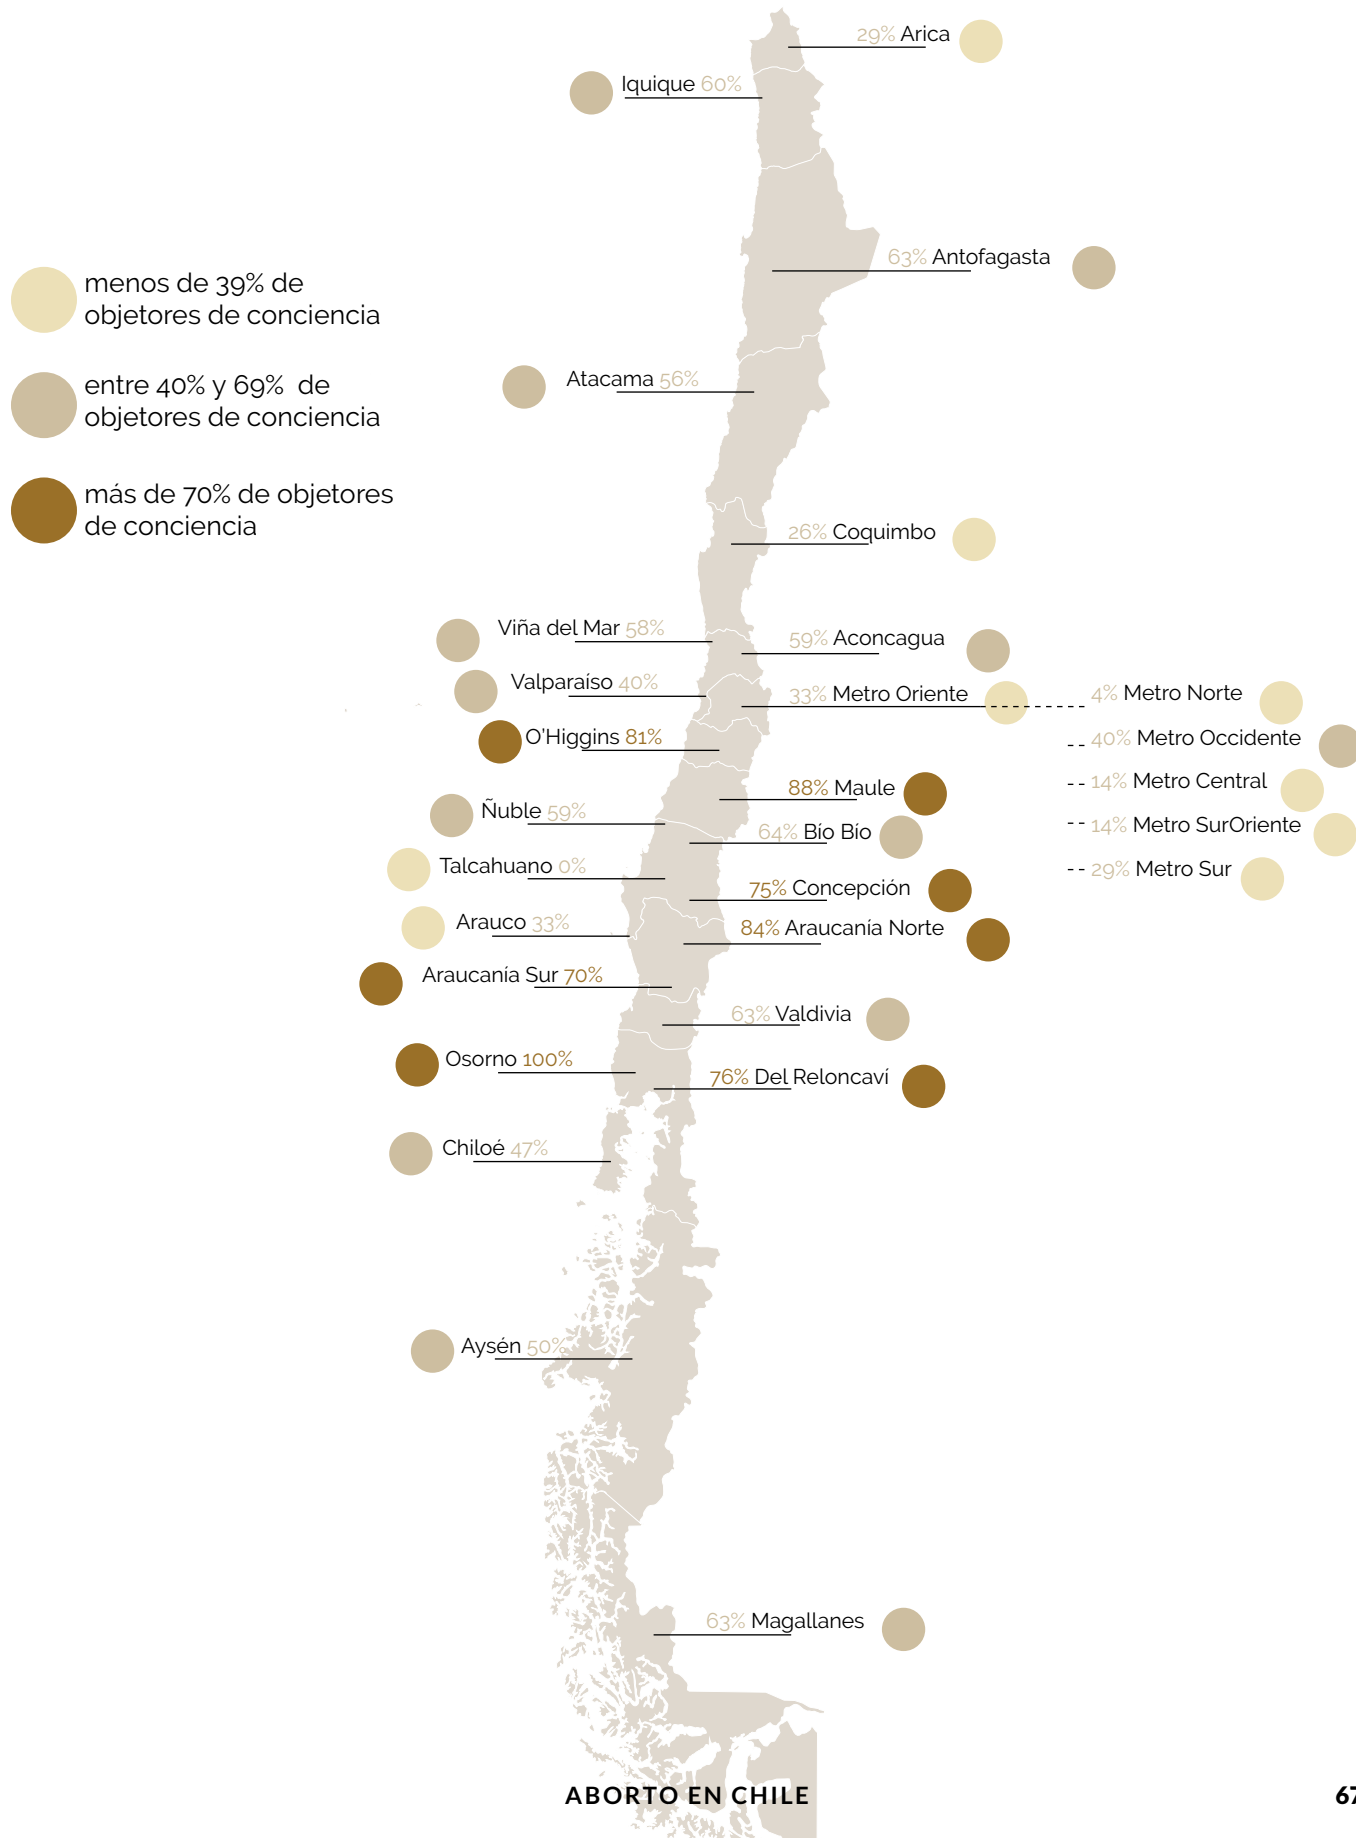 29% Arica
Iquique 60%
63% Antofagasta
menos de 39% de
objetores de conciencia
entre 40% y 69% de
objetores de conciencia
más de 70% de objetores
de conciencia
Atacama 56%
26% Coquimbo
Viña del Mar 58%
59% Aconcagua
Valparaíso 40%
33% Metro Oriente
4% Metro Norte
O'Higgins 81%
40% Metro Occidente
88% Maule
14% Metro Central
Ñuble 59%
64% Bío Bío
14% Metro SurOriente
Talcahuano 0%
29% Metro Sur
75% Concepción
Arauco 33%
84% Araucanía Norte
Araucanía Sur 70%
63% Valdivia
Osorno 100%
76% Del Reloncaví
Chiloé 47%
Aysén 50%
63% Magallanes
ABORTO EN CHILE
67